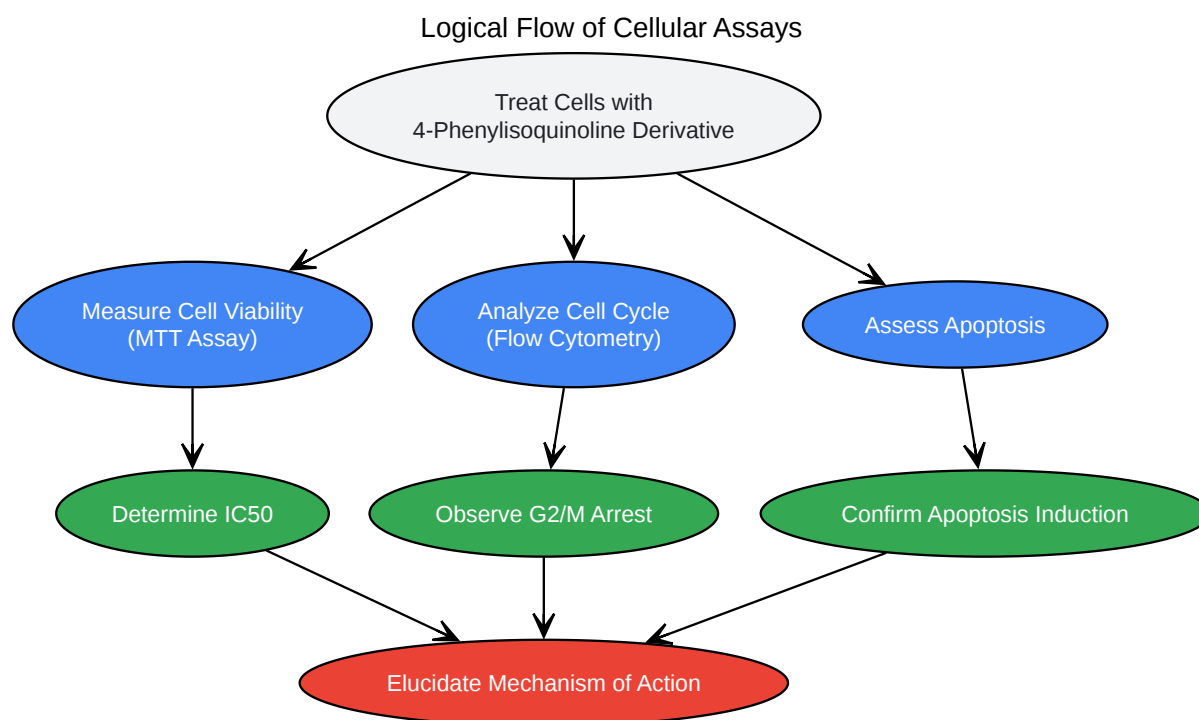 Logical Flow of Cellular Assays
Treat Cells with
4-Phenylisoquinoline Derivative
Measure Cell Viability
(MTT Assay)
Analyze Cell Cycle
(Flow Cytometry)
Assess Apoptosis
Determine IC50
Observe G2/M Arrest
Confirm Apoptosis Induction
Elucidate Mechanism of Action